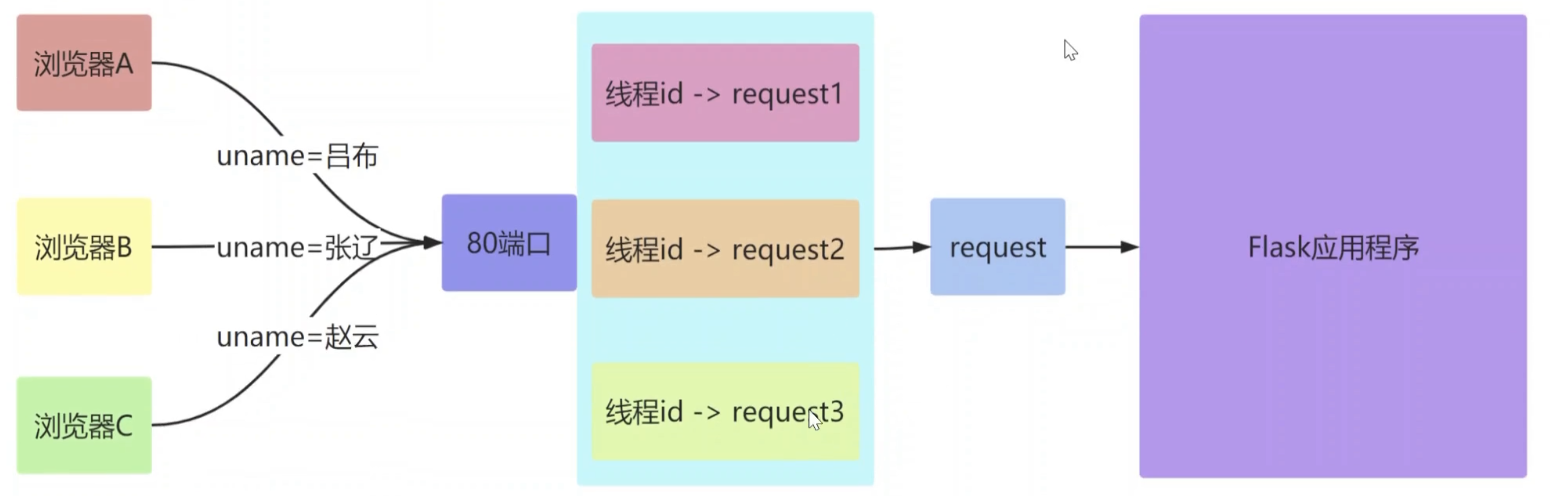 浏览器A
uname=吕布
浏览器B
uname=张辽
浏览器C
uname=赵云
80端口
线程id -> request1
线程id -> request2
线程id -> request3
request
Flask应用程序